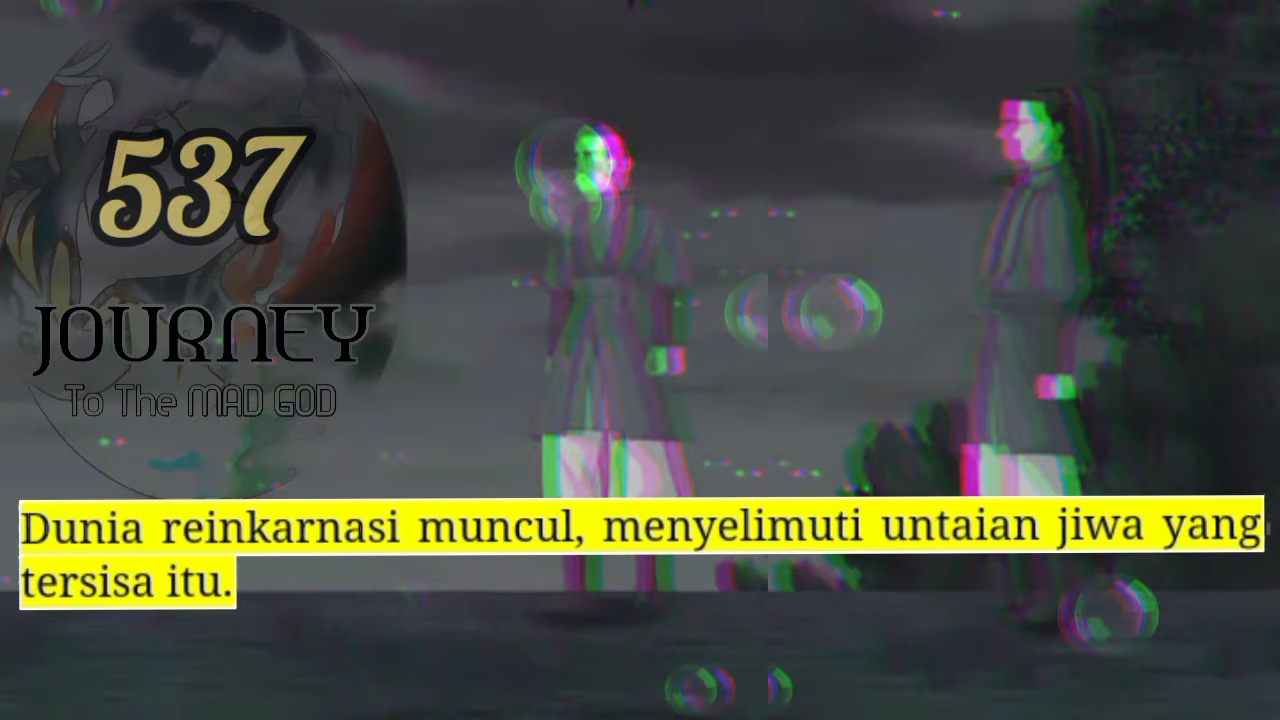 537
JOURNEY
To The MAD GOD
Dunia reinkarnasi muncul, menyelimuti untaian jiwa yang
tersisa itu.